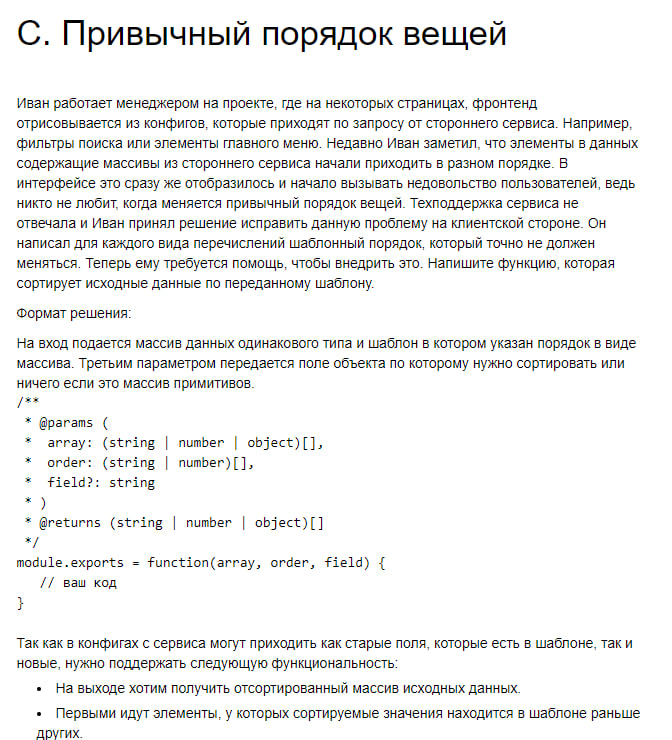 C. Привычный порядок вещей
Иван работает менеджером на проекте, где на некоторых страницах, фронтенд
отрисовывается из конфигов, которые приходят по запросу от стороннего сервиса. Например,
фильтры поиска или элементы главного меню. Недавно Иван заметил, что элементы в данных
содержащие массивы из стороннего сервиса начали приходить в разном порядке. В
интерфейсе это сразу же отобразилось и начало вызывать недовольство пользователей, ведь
никто не любит, когда меняется привычный порядок вещей. Техподдержка сервиса не
отвечала и Иван принял решение исправить данную проблему на клиентской стороне. Он
написал для каждого вида перечислений шаблонный порядок, который точно не должен
меняться. Теперь ему требуется помощь, чтобы внедрить это. Напишите функцию, которая
сортирует исходные данные по переданному шаблону.
Формат решения:
На вход подается массив данных одинакового типа и шаблон в котором указан порядок в виде
массива. Третьим параметром передается поле объекта по которому нужно сортировать или
ничего если это массив примитивов.
/**
 * @params (
 *  array: (string | number | object)[],
 *  order: (string | number)[],
 *  field?: string
 * )
 * @returns (string | number | object)[]
 */
module.exports = function(array, order, field) {
   // ваш код
}
Так как в конфигах с сервиса могут приходить как старые поля, которые есть в шаблоне, так и
новые, нужно поддержать следующую функциональность:
• На выходе хотим получить отсортированный массив исходных данных.
• Первыми идут элементы, у которых сортируемые значения находится в шаблоне раньше
других.